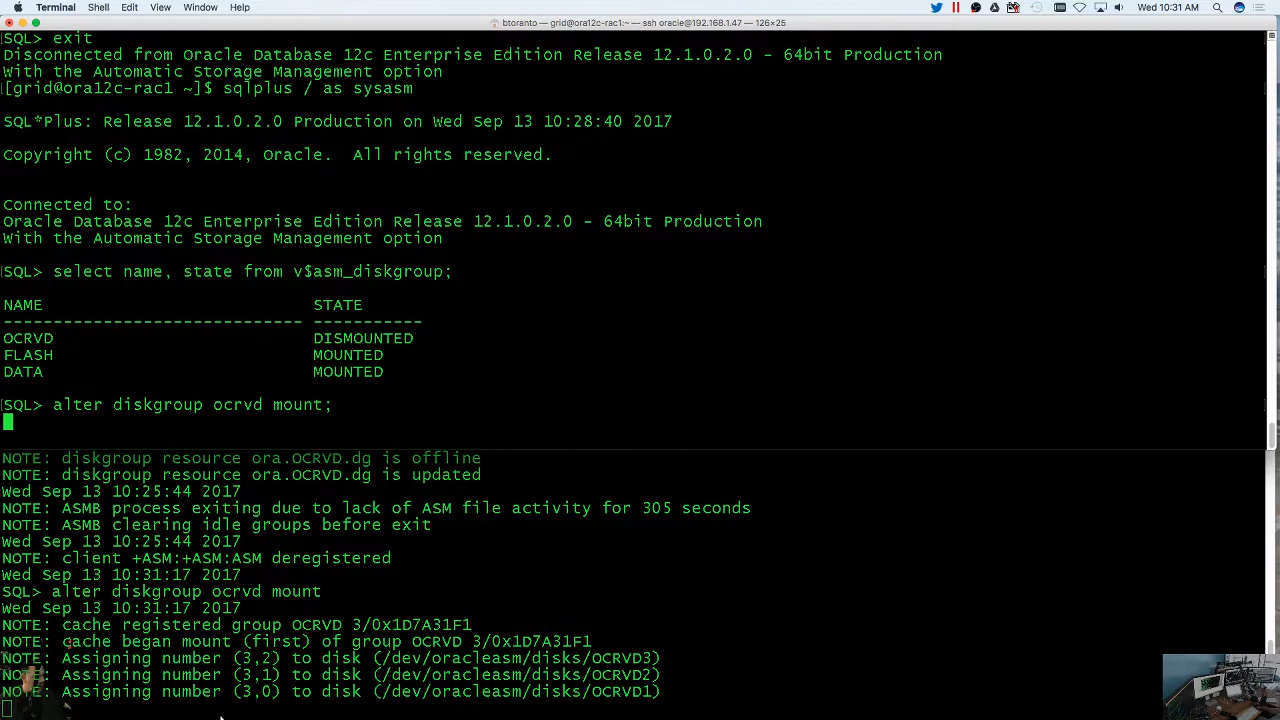 Terminal Shell Edit View Window Help Wed 10:31 AM
btoranto — grid@ora12c-rac1:~ — ssh oracle@192.168.1.47 — 126×25
[SQL> exit
Disconnected from Oracle Database 12c Enterprise Edition Release 12.1.0.2.0 - 64bit Production
With the Automatic Storage Management option
[[grid@ora12c-rac1 ~]$ sqlplus / as sysasm
SQL*Plus: Release 12.1.0.2.0 Production on Wed Sep 13 10:28:40 2017
Copyright (c) 1982, 2014, Oracle.  All rights reserved.
Connected to:
Oracle Database 12c Enterprise Edition Release 12.1.0.2.0 - 64bit Production
With the Automatic Storage Management option
[SQL> select name, state from v$asm_diskgroup;
NAME STATE
------------------------------ -----------
OCRVD DISMOUNTED
FLASH MOUNTED
DATA MOUNTED
[SQL> alter diskgroup ocrvd mount;
NOTE: diskgroup resource ora.OCRVD.dg is offline
NOTE: diskgroup resource ora.OCRVD.dg is updated
Wed Sep 13 10:25:44 2017
NOTE: ASMB process exiting due to lack of ASM file activity for 305 seconds
NOTE: ASMB clearing idle groups before exit
Wed Sep 13 10:25:44 2017
NOTE: client +ASM:+ASM:ASM deregistered
Wed Sep 13 10:31:17 2017
SQL> alter diskgroup ocrvd mount
Wed Sep 13 10:31:17 2017
NOTE: cache registered group OCRVD 3/0x1D7A31F1
NOTE: cache began mount (first) of group OCRVD 3/0x1D7A31F1
NOTE: Assigning number (3,2) to disk (/dev/oracleasm/disks/OCRVD3)
NOTE: Assigning number (3,1) to disk (/dev/oracleasm/disks/OCRVD2)
NOTE: Assigning number (3,0) to disk (/dev/oracleasm/disks/OCRVD1)